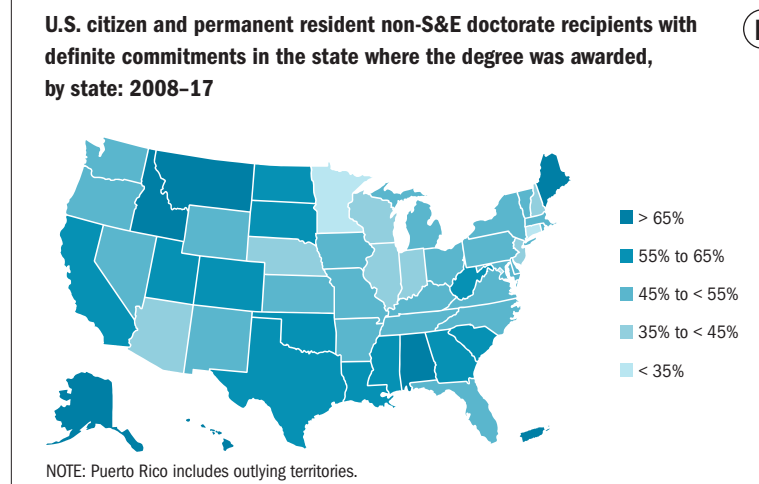 U.S. citizen and permanent resident non-S&E doctorate recipients with
definite commitments in the state where the degree was awarded,
by state: 2008–17
> 65%
55% to 65%
45% to < 55%
35% to < 45%
< 35%
NOTE: Puerto Rico includes outlying territories.